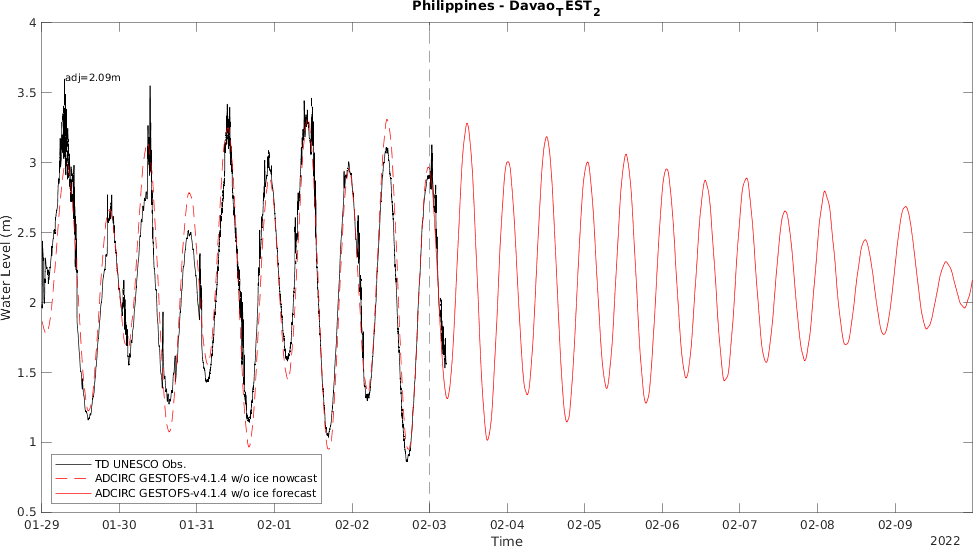 Philippines - Davao_TEST_2
adj=2.09m
Water Level (m)
4
3.5
3
2.5
2
1.5
1
0.5
TD UNESCO Obs.
ADCIRC GESTOFS-v4.1.4 w/o ice nowcast
ADCIRC GESTOFS-v4.1.4 w/o ice forecast
01-29 01-30 01-31 02-01 02-02 02-03 02-04 02-05 02-06 02-07 02-08 02-09
Time
2022